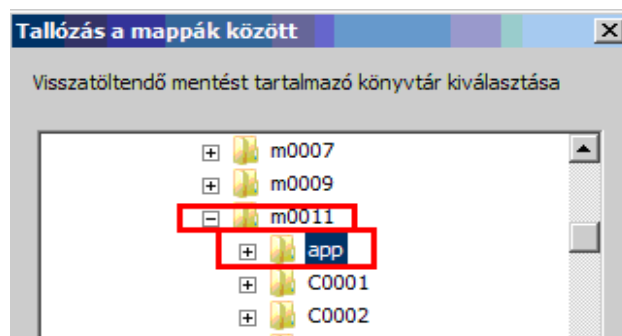 Tallózás a mappák között
Visszatöltendő mentést tartalmazó könyvtár kiválasztása
m0007
m0009
m0011
app
C0001
C0002